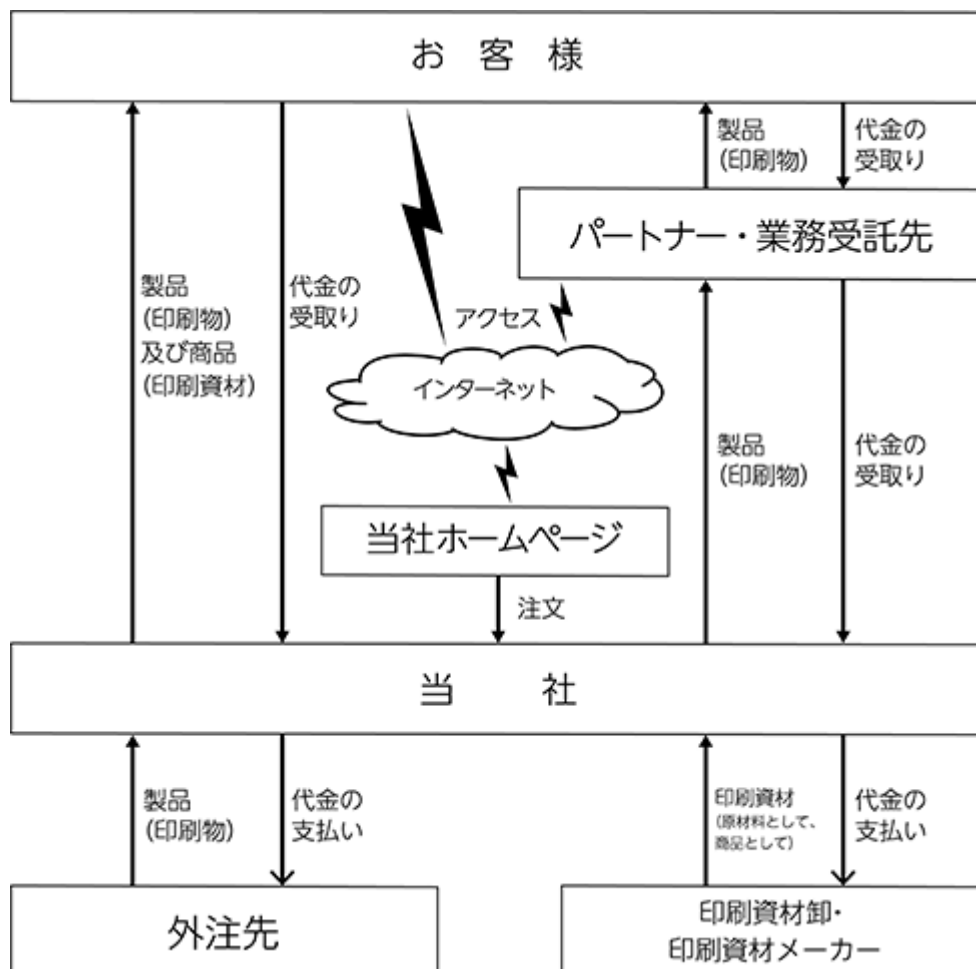 お 客 様
製品
(印刷物)
代金の
受取り
パートナー・業務受託先
製品
(印刷物)
及び商品
(印刷資材)
代金の
受取り
アクセス
インターネット
製品
(印刷物)
代金の
受取り
当社ホームページ
注文
当 社
製品
(印刷物)
代金の
支払い
印刷資材
(原材料として、
商品として)
代金の
支払い
外注先
印刷資材卸・
印刷資材メーカー